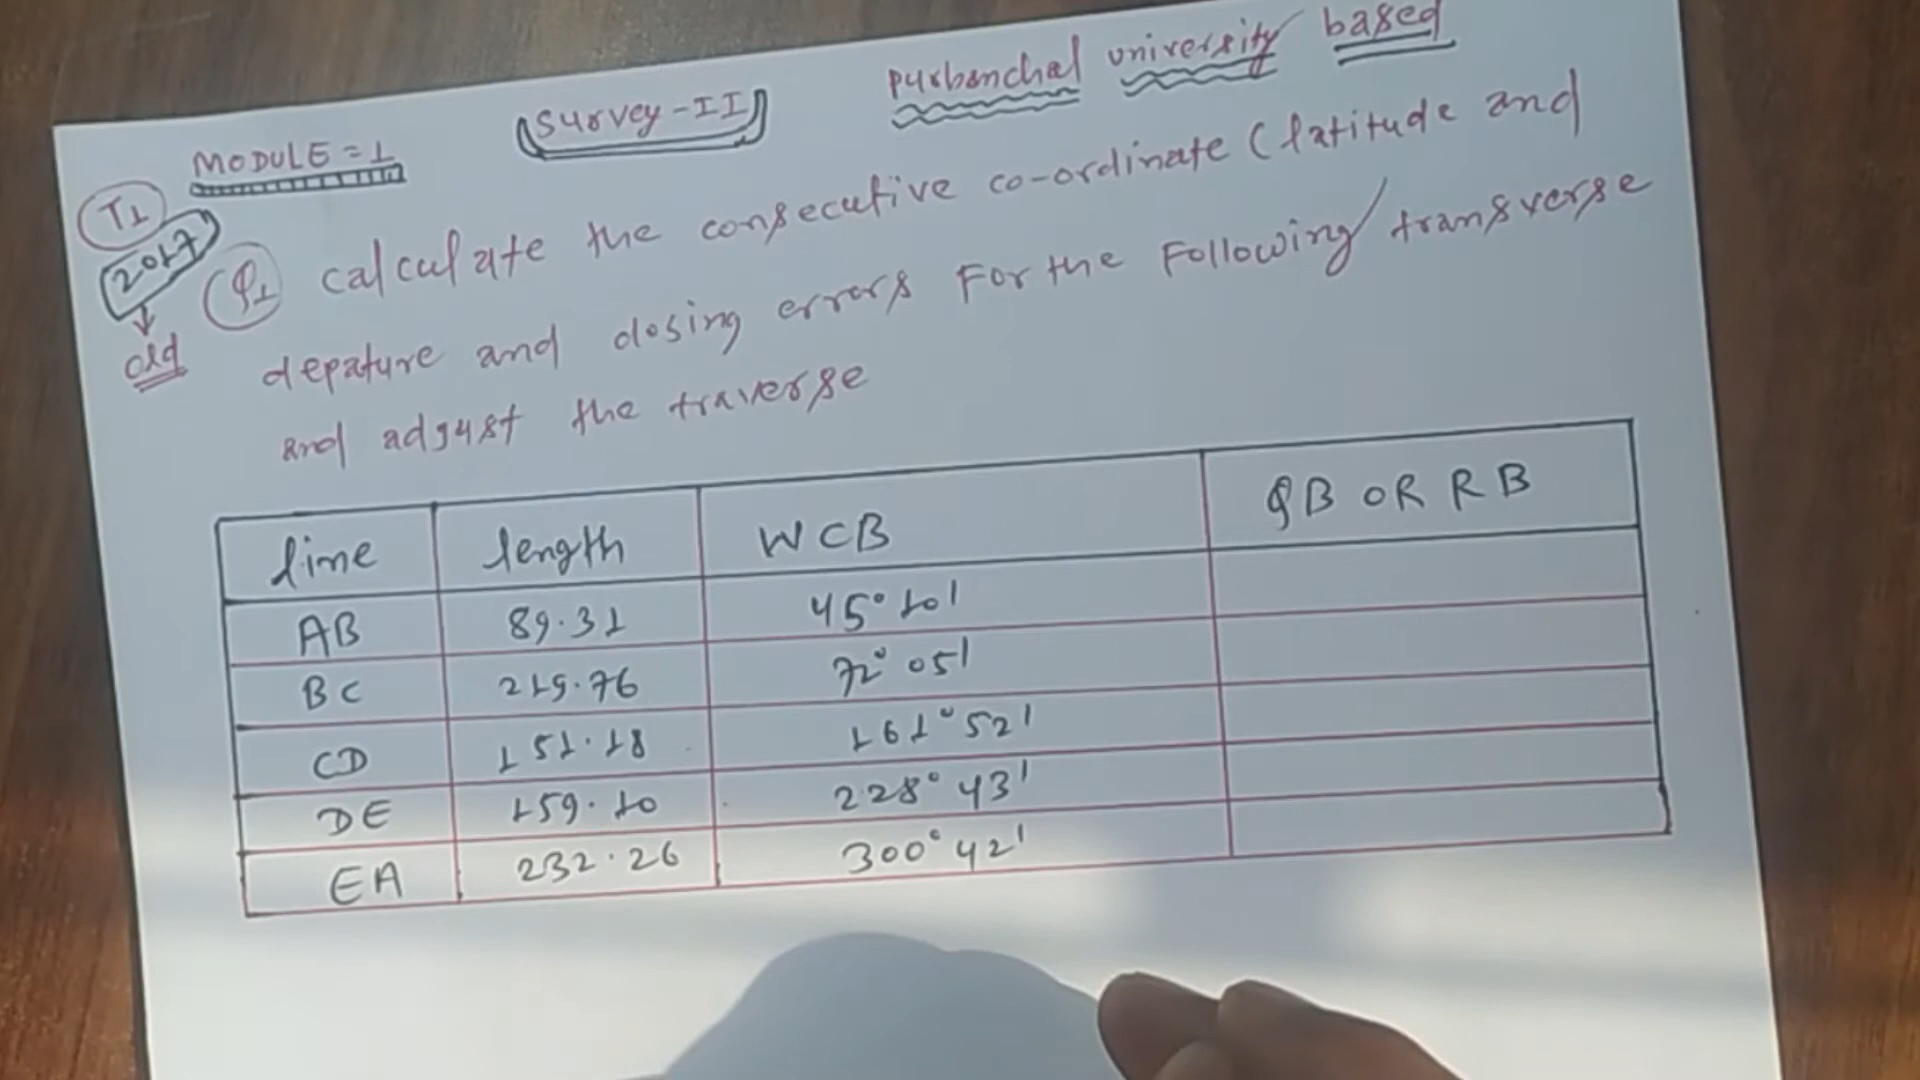 purbanchal university based
Survey-II
MODULE = 1
T1
2017
old
Q1 calculate the consecutive co-ordinate (latitude and
depature and closing errors For the Following transverse
and adjust the traverse
line length WCB QB OR RB
AB 89.31 45° 10'
BC 219.76 72° 05'
CD 151.18 161° 52'
DE 159.10 228° 43'
EA 232.26 300° 42'